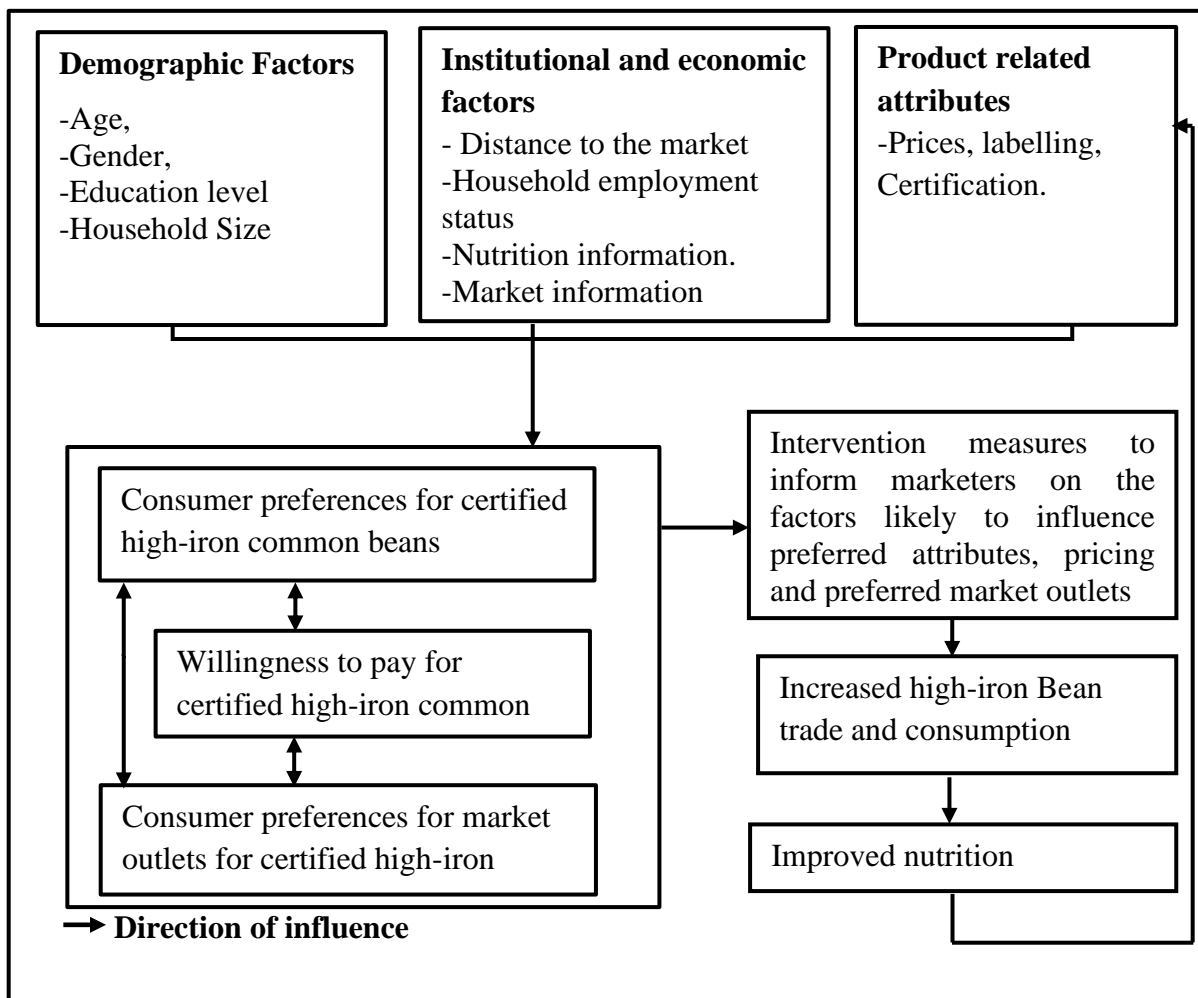 Demographic Factors
-Age,
-Gender,
-Education level
-Household Size
Institutional and economic
factors
- Distance to the market
-Household employment
status
-Nutrition information.
-Market information
Product related
attributes
-Prices, labelling,
Certification.
Consumer preferences for certified
high-iron common beans
Willingness to pay for
certified high-iron common
Consumer preferences for market
outlets for certified high-iron
Intervention measures to
inform marketers on the
factors likely to influence
preferred attributes, pricing
and preferred market outlets
Increased high-iron Bean
trade and consumption
Improved nutrition
Direction of influence